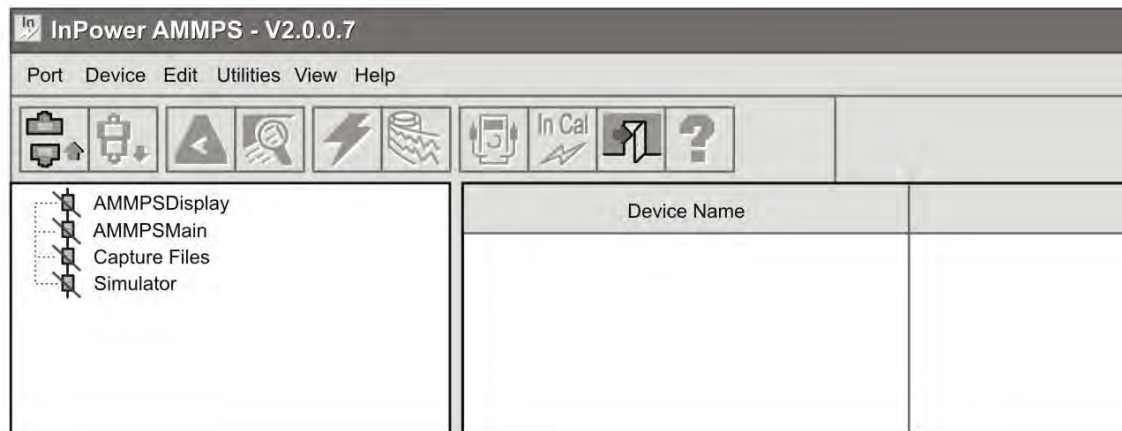 In InPower AMMPS - V2.0.0.7
Port Device Edit Utilities View Help
In Cal ?
AMMPSDisplay
AMMPSMain
Capture Files
Simulator
Device Name